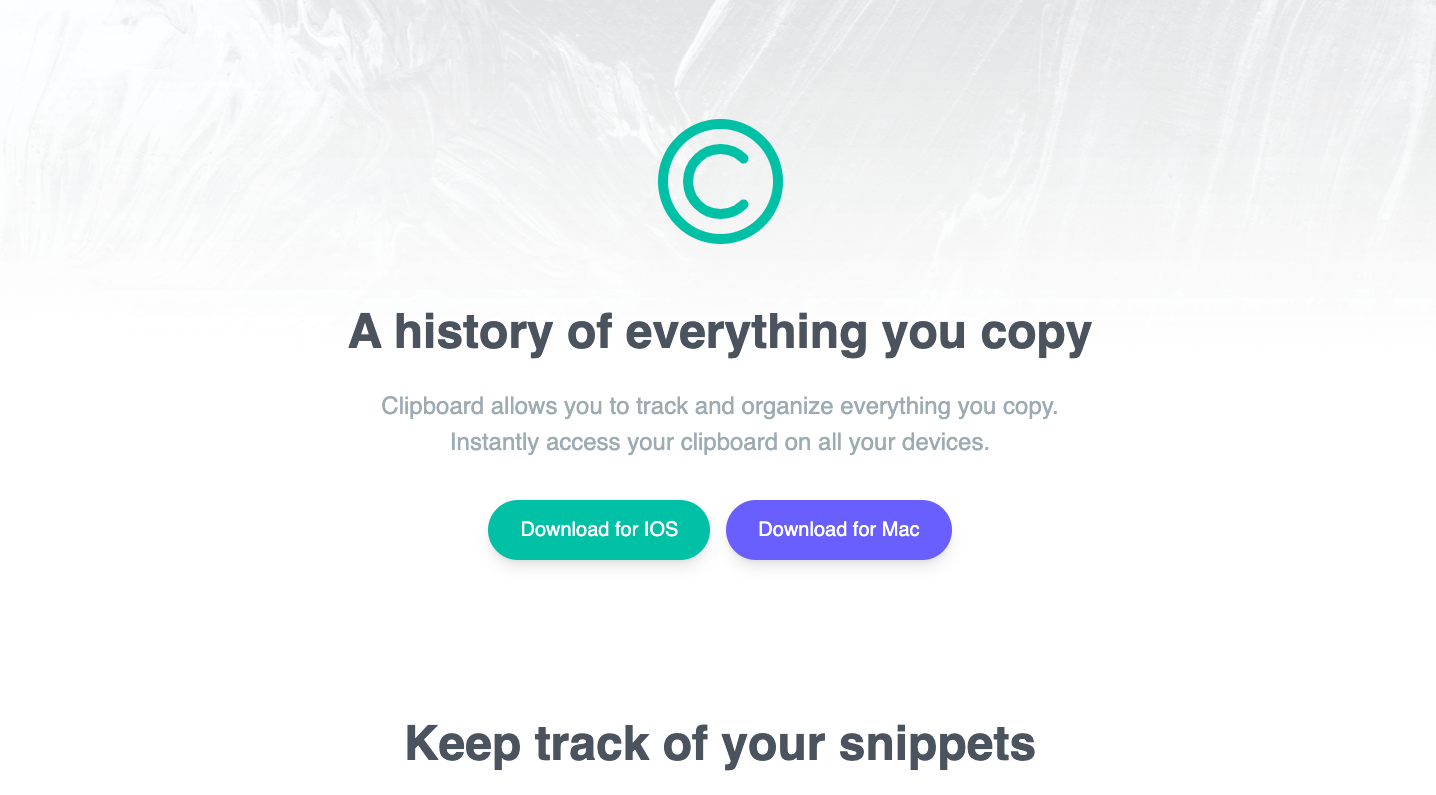 A history of everything you copy
Clipboard allows you to track and organize everything you copy.
Instantly access your clipboard on all your devices.
Download for IOS
Download for Mac
Keep track of your snippets